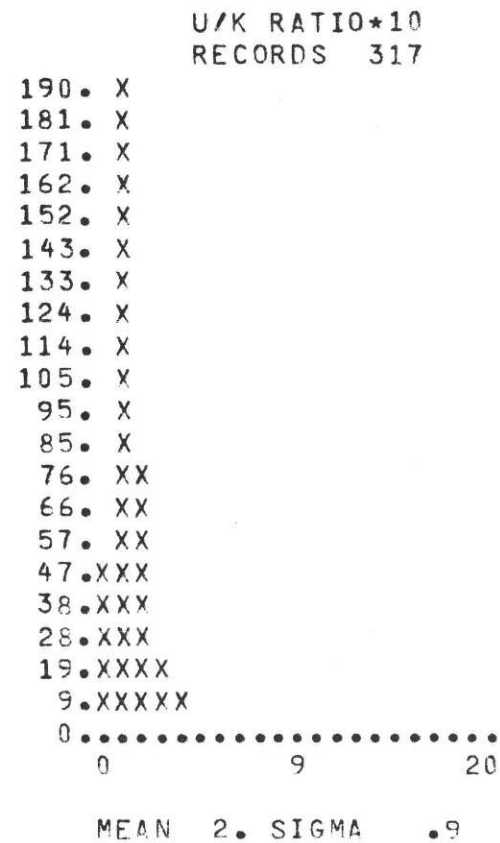 U/K RATIO*10
RECORDS 317
190. X
181. X
171. X
162. X
152. X
143. X
133. X
124. X
114. X
105. X
95. X
85. X
76. XX
66. XX
57. XX
47.XXX
38.XXX
28.XXX
19.XXXX
9.XXXXX
0......................
0 9 20
MEAN 2. SIGMA .9